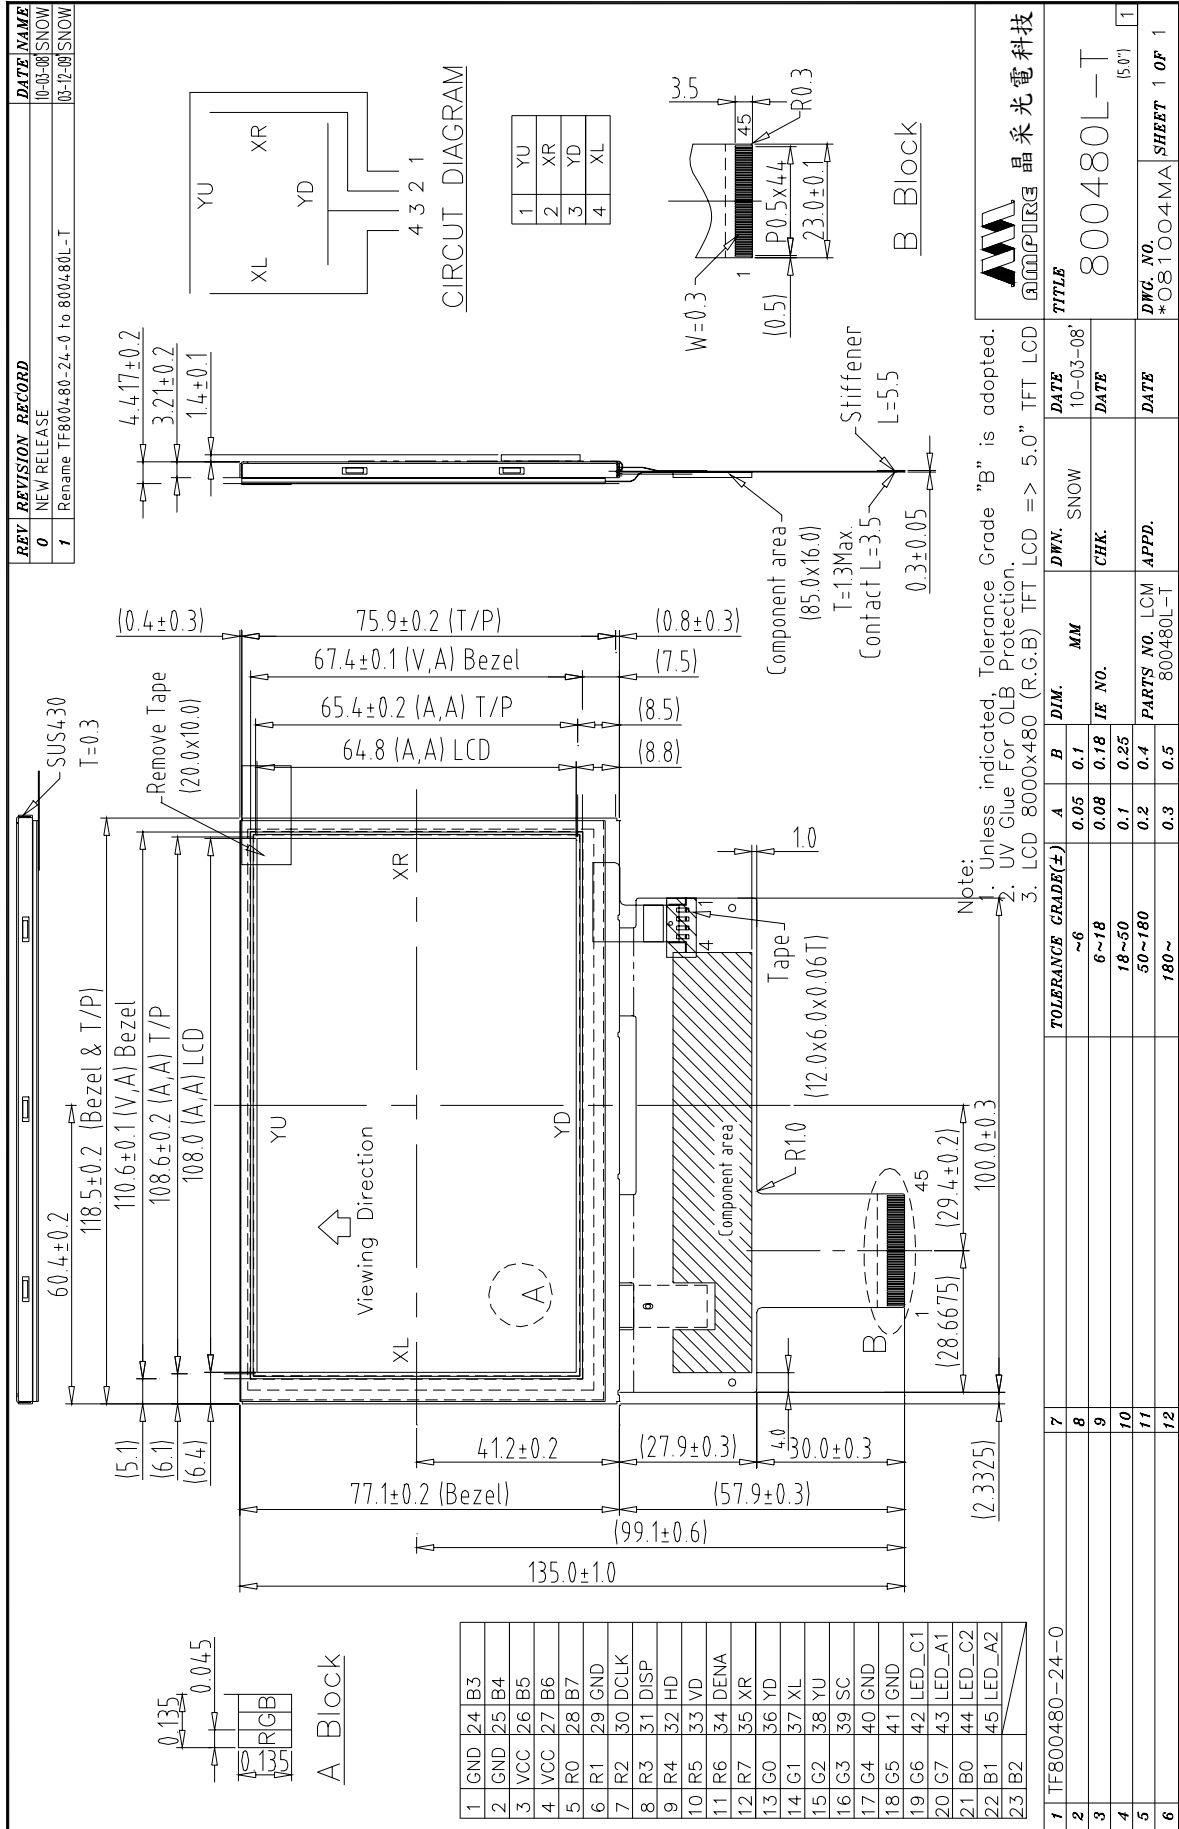 REV REVISION RECORD DATE NAME
0 NEW RELEASE 10-03-08' SNOW
1 Rename TF800480-24-0 to 800480L-T 03-12-09' SNOW
SUS430
T=0.3
60.4±0.2
118.5±0.2 (Bezel & T/P)
110.6±0.1 (V,A) Bezel
108.6±0.2 (A,A) T/P
108.0 (A,A) LCD
(5.1)
(6.1)
(6.4)
Remove Tape
(20.0x10.0)
(0.4±0.3)
75.9±0.2 (T/P)
(0.8±0.3)
67.4±0.1 (V,A) Bezel
(7.5)
65.4±0.2 (A,A) T/P
(8.5)
64.8 (A,A) LCD
(8.8)
YU
XL
XR
YD
Viewing Direction
A
77.1±0.2 (Bezel)
41.2±0.2
(27.9±0.3)
4.0
30.0±0.3
(57.9±0.3)
(99.1±0.6)
135.0±1.0
1.0
4
1
Tape
(12.0x6.0x0.06T)
Component area
R1.0
B
1
45
(28.6675)
(29.4±0.2)
100.0±0.3
(2.3325)
4.417±0.2
3.21±0.2
1.4±0.1
Component area
(85.0x16.0)
T=1.3Max.
Contact L=3.5
Stiffener
L=5.5
0.3±0.05
YU
XL
XR
YD
4 3 2 1
CIRCUT DIAGRAM
1 YU
2 XR
3 YD
4 XL
W=0.3
3.5
1
45
R0.3
P0.5x44
(0.5)
23.0±0.1
B Block
0.135
0.045
RGB
0.135
A Block
1 GND 24 B3
2 GND 25 B4
3 VCC 26 B5
4 VCC 27 B6
5 R0 28 B7
6 R1 29 GND
7 R2 30 DCLK
8 R3 31 DISP
9 R4 32 HD
10 R5 33 VD
11 R6 34 DENA
12 R7 35 XR
13 G0 36 YD
14 G1 37 XL
15 G2 38 YU
16 G3 39 SC
17 G4 40 GND
18 G5 41 GND
19 G6 42 LED_C1
20 G7 43 LED_A1
21 B0 44 LED_C2
22 B1 45 LED_A2
23 B2
Note:
1. Unless indicated, Tolerance Grade "B" is adopted.
2. UV Glue For OLB Protection.
3. LCD 8000x480 (R.G.B) TFT LCD => 5.0" TFT LCD
AMPIRE 晶采光電科技
1 TF800480-24-0 7
2 8
3 9
4 10
5 11
6 12
TOLERANCE GRADE(±) A B
~6 0.05 0.1
6~18 0.08 0.18
18~50 0.1 0.25
50~180 0.2 0.4
180~ 0.3 0.5
DIM. MM
IE NO.
PARTS NO. LCM
800480L-T
DWN. SNOW
CHK.
APPD.
DATE 10-03-08'
DATE
DATE
TITLE
800480L-T
(5.0")
1
DWG. NO.
*081004MA
SHEET 1 OF 1